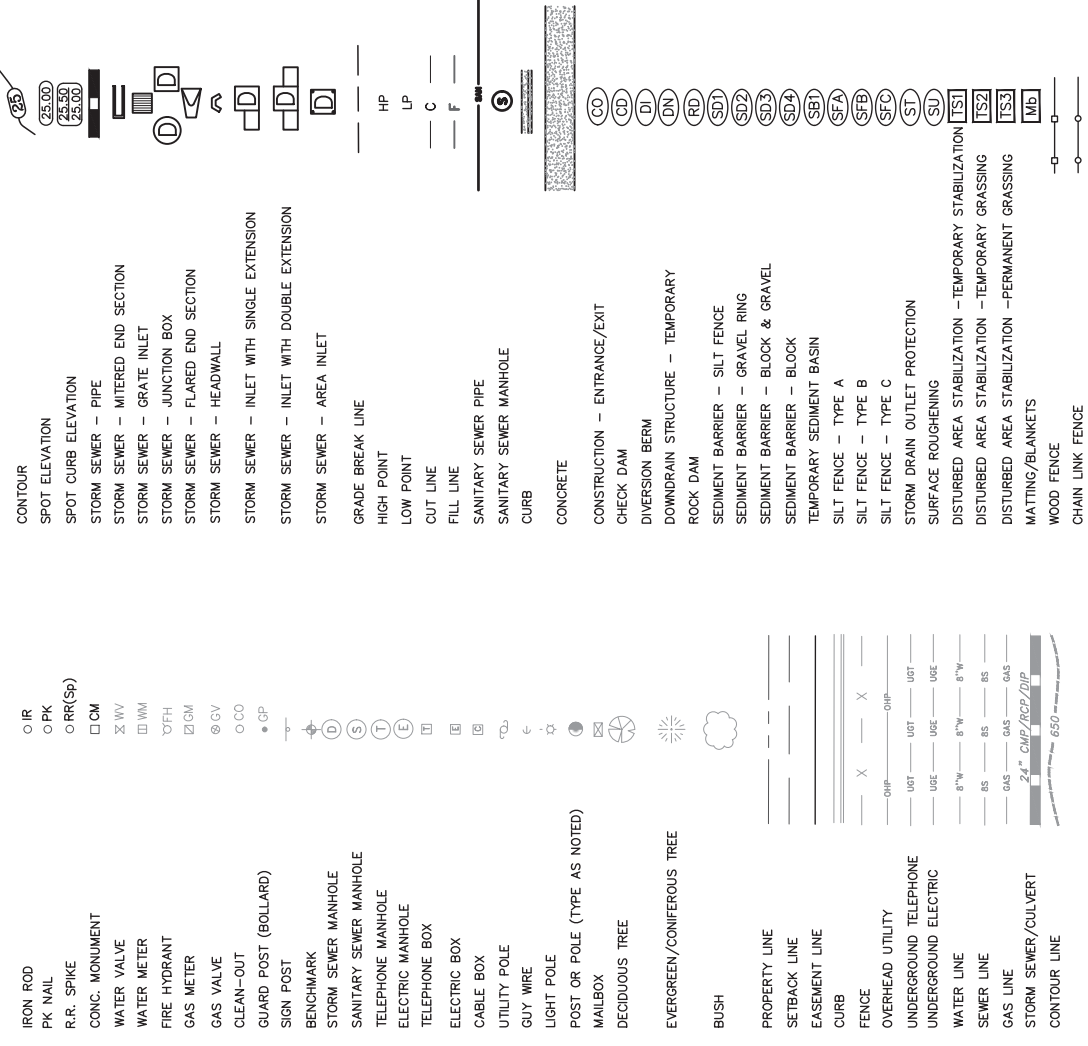 CONTOUR 25
SPOT ELEVATION 25.00
SPOT CURB ELEVATION 25.50 25.00
STORM SEWER – PIPE
STORM SEWER – MITERED END SECTION
STORM SEWER – GRATE INLET
STORM SEWER – JUNCTION BOX D D
STORM SEWER – FLARED END SECTION
STORM SEWER – HEADWALL
STORM SEWER – INLET WITH SINGLE EXTENSION D
STORM SEWER – INLET WITH DOUBLE EXTENSION D
STORM SEWER – AREA INLET D
GRADE BREAK LINE
HIGH POINT HP
LOW POINT LP
CUT LINE C
FILL LINE F
SANITARY SEWER PIPE SAN
SANITARY SEWER MANHOLE S
CURB
CONCRETE
CONSTRUCTION – ENTRANCE/EXIT CO
CHECK DAM CD
DIVERSION BERM DI
DOWNDRAIN STRUCTURE – TEMPORARY DN
ROCK DAM RD
SEDIMENT BARRIER – SILT FENCE SD1
SEDIMENT BARRIER – GRAVEL RING SD2
SEDIMENT BARRIER – BLOCK & GRAVEL SD3
SEDIMENT BARRIER – BLOCK SD4
TEMPORARY SEDIMENT BASIN SB1
SILT FENCE – TYPE A SFA
SILT FENCE – TYPE B SFB
SILT FENCE – TYPE C SFC
STORM DRAIN OUTLET PROTECTION ST
SURFACE ROUGHENING SU
DISTURBED AREA STABILIZATION –TEMPORARY STABILIZATION TS1
DISTURBED AREA STABILIZATION –TEMPORARY GRASSING TS2
DISTURBED AREA STABILIZATION –PERMANENT GRASSING TS3
MATTING/BLANKETS Mb
WOOD FENCE
CHAIN LINK FENCE
IRON ROD IR
PK NAIL PK
R.R. SPIKE RR(Sp)
CONC. MONUMENT CM
WATER VALVE WV
WATER METER WM
FIRE HYDRANT FH
GAS METER GM
GAS VALVE GV
CLEAN–OUT CO
GUARD POST (BOLLARD) GP
SIGN POST
BENCHMARK
STORM SEWER MANHOLE D
SANITARY SEWER MANHOLE S
TELEPHONE MANHOLE T
ELECTRIC MANHOLE E
TELEPHONE BOX T
ELECTRIC BOX E
CABLE BOX C
UTILITY POLE
GUY WIRE
LIGHT POLE
POST OR POLE (TYPE AS NOTED)
MAILBOX
DECIDUOUS TREE
EVERGREEN/CONIFEROUS TREE
BUSH
PROPERTY LINE
SETBACK LINE
EASEMENT LINE
CURB
FENCE X X
OVERHEAD UTILITY OHP OHP
UNDERGROUND TELEPHONE UGT UGT UGT
UNDERGROUND ELECTRIC UGE UGE UGE
WATER LINE 8"W 8"W 8"W
SEWER LINE 8S 8S 8S
GAS LINE GAS GAS GAS
STORM SEWER/CULVERT 24" CMP/RCP/DIP
CONTOUR LINE 650